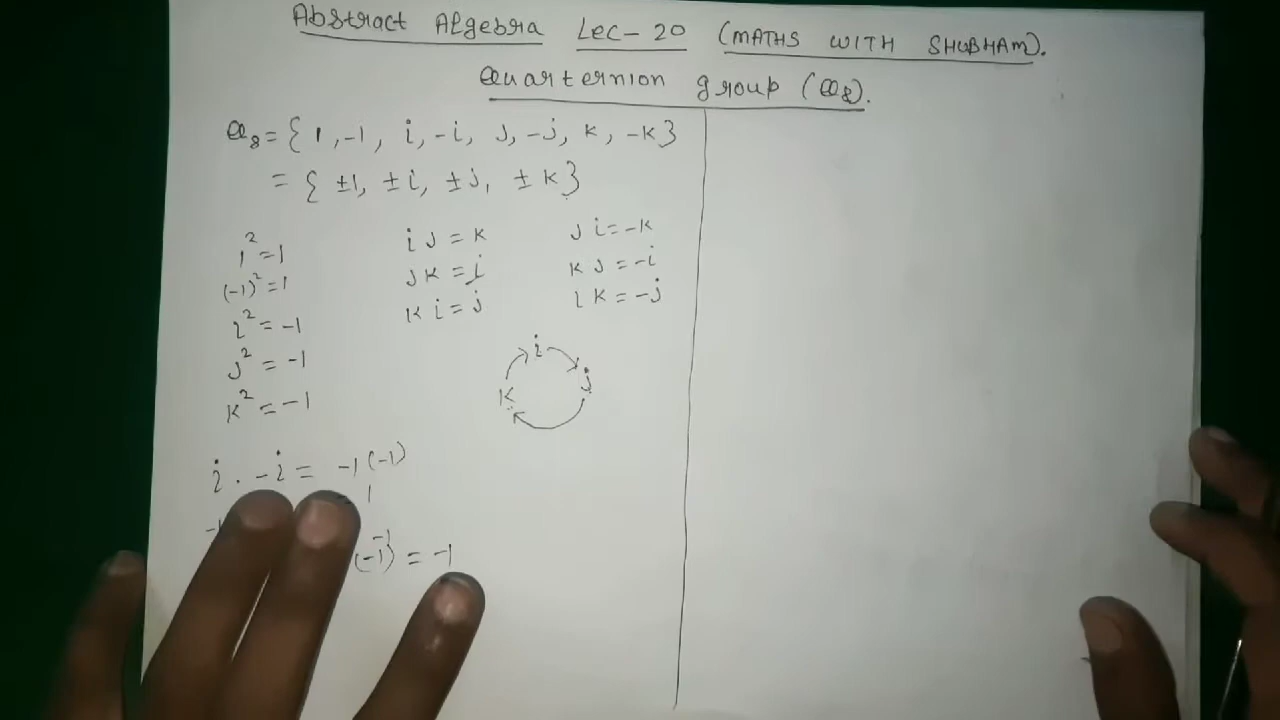 Abstract Algebra Lec-20 (MATHS WITH SHUBHAM).
Quarternion group (Q₈).
Q₈ = { 1, -1, i, -i, j, -j, k, -k }
= { ±1, ±i, ±j, ±k }
1² = 1
(-1)² = 1
i² = -1
j² = -1
k² = -1
ij = k
jk = i
ki = j
ji = -k
kj = -i
ik = -j
i
j
k
i . -i = -1(-1)
1
(-1)⁻¹ = -1